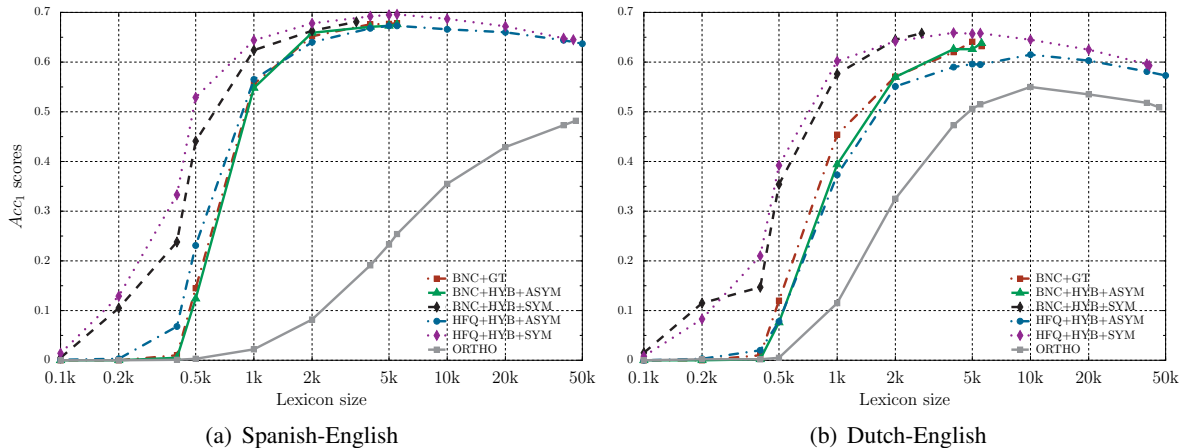 0.7
0.6
0.5
0.4
0.3
0.2
0.1
0
Acc1 scores
BNC+GT
BNC+HYB+ASYM
BNC+HYB+SYM
HFQ+HYB+ASYM
HFQ+HYB+SYM
ORTHO
0.1k 0.2k 0.5k 1k 2k 5k 10k 20k 50k
Lexicon size
(a) Spanish-English
0.7
0.6
0.5
0.4
0.3
0.2
0.1
0
BNC+GT
BNC+HYB+ASYM
BNC+HYB+SYM
HFQ+HYB+ASYM
HFQ+HYB+SYM
ORTHO
0.1k 0.2k 0.5k 1k 2k 5k 10k 20k 50k
Lexicon size
(b) Dutch-English